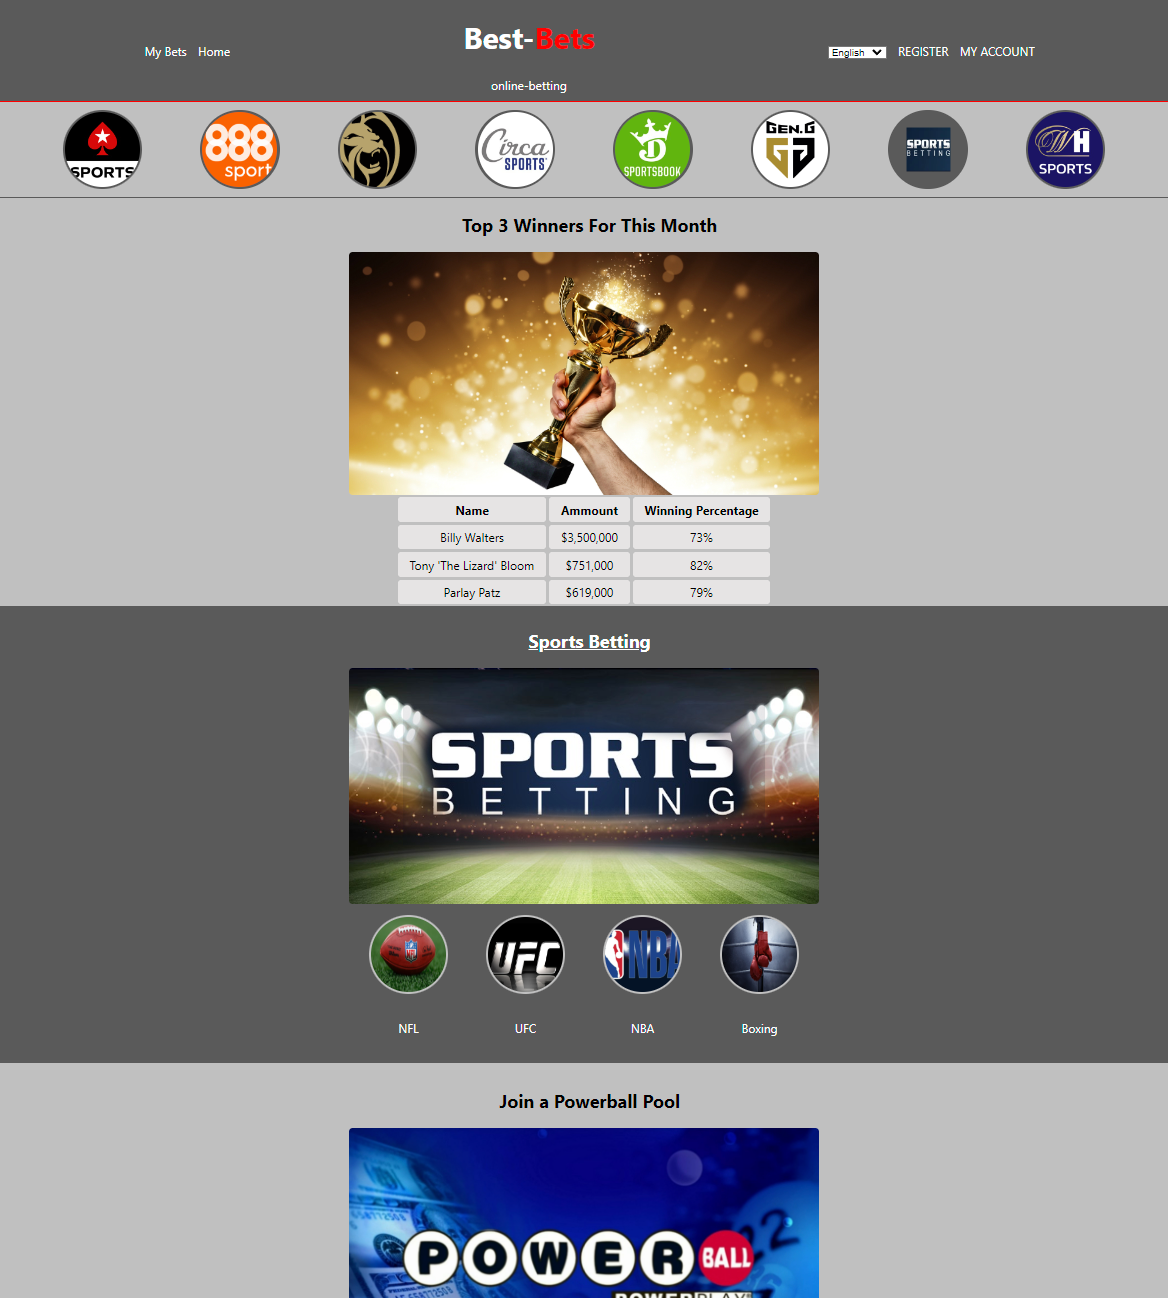 My Bets Home
Best-Bets
English REGISTER MY ACCOUNT
online-betting
SPORTS
888
sport
Circa
SPORTS
SPORTSBOOK
GEN.G
SPORTS
BETTING
WH
SPORTS
Top 3 Winners For This Month
Name Ammount Winning Percentage
Billy Walters $3,500,000 73%
Tony 'The Lizard' Bloom $751,000 82%
Parlay Patz $619,000 79%
Sports Betting
SPORTS
BETTING
UFC
NBA
NFL UFC NBA Boxing
Join a Powerball Pool
22
POWER BALL
POWER PLAY